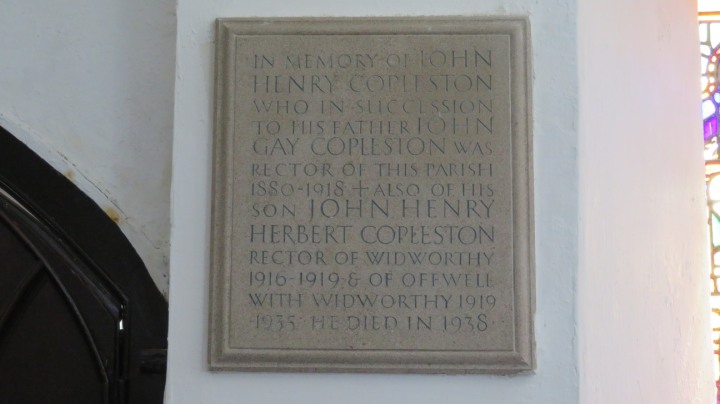 IN MEMORY OF JOHN
HENRY COPLESTON
WHO IN SUCCESSION
TO HIS FATHER JOHN
GAY COPLESTON WAS
RECTOR OF THIS PARISH
1880-1918 + ALSO OF HIS
SON JOHN HENRY
HERBERT COPLESTON
RECTOR OF WIDWORTHY
1916-1919 & OF OFFWELL
WITH WIDWORTHY 1919
-1935 · HE DIED IN 1938 ·